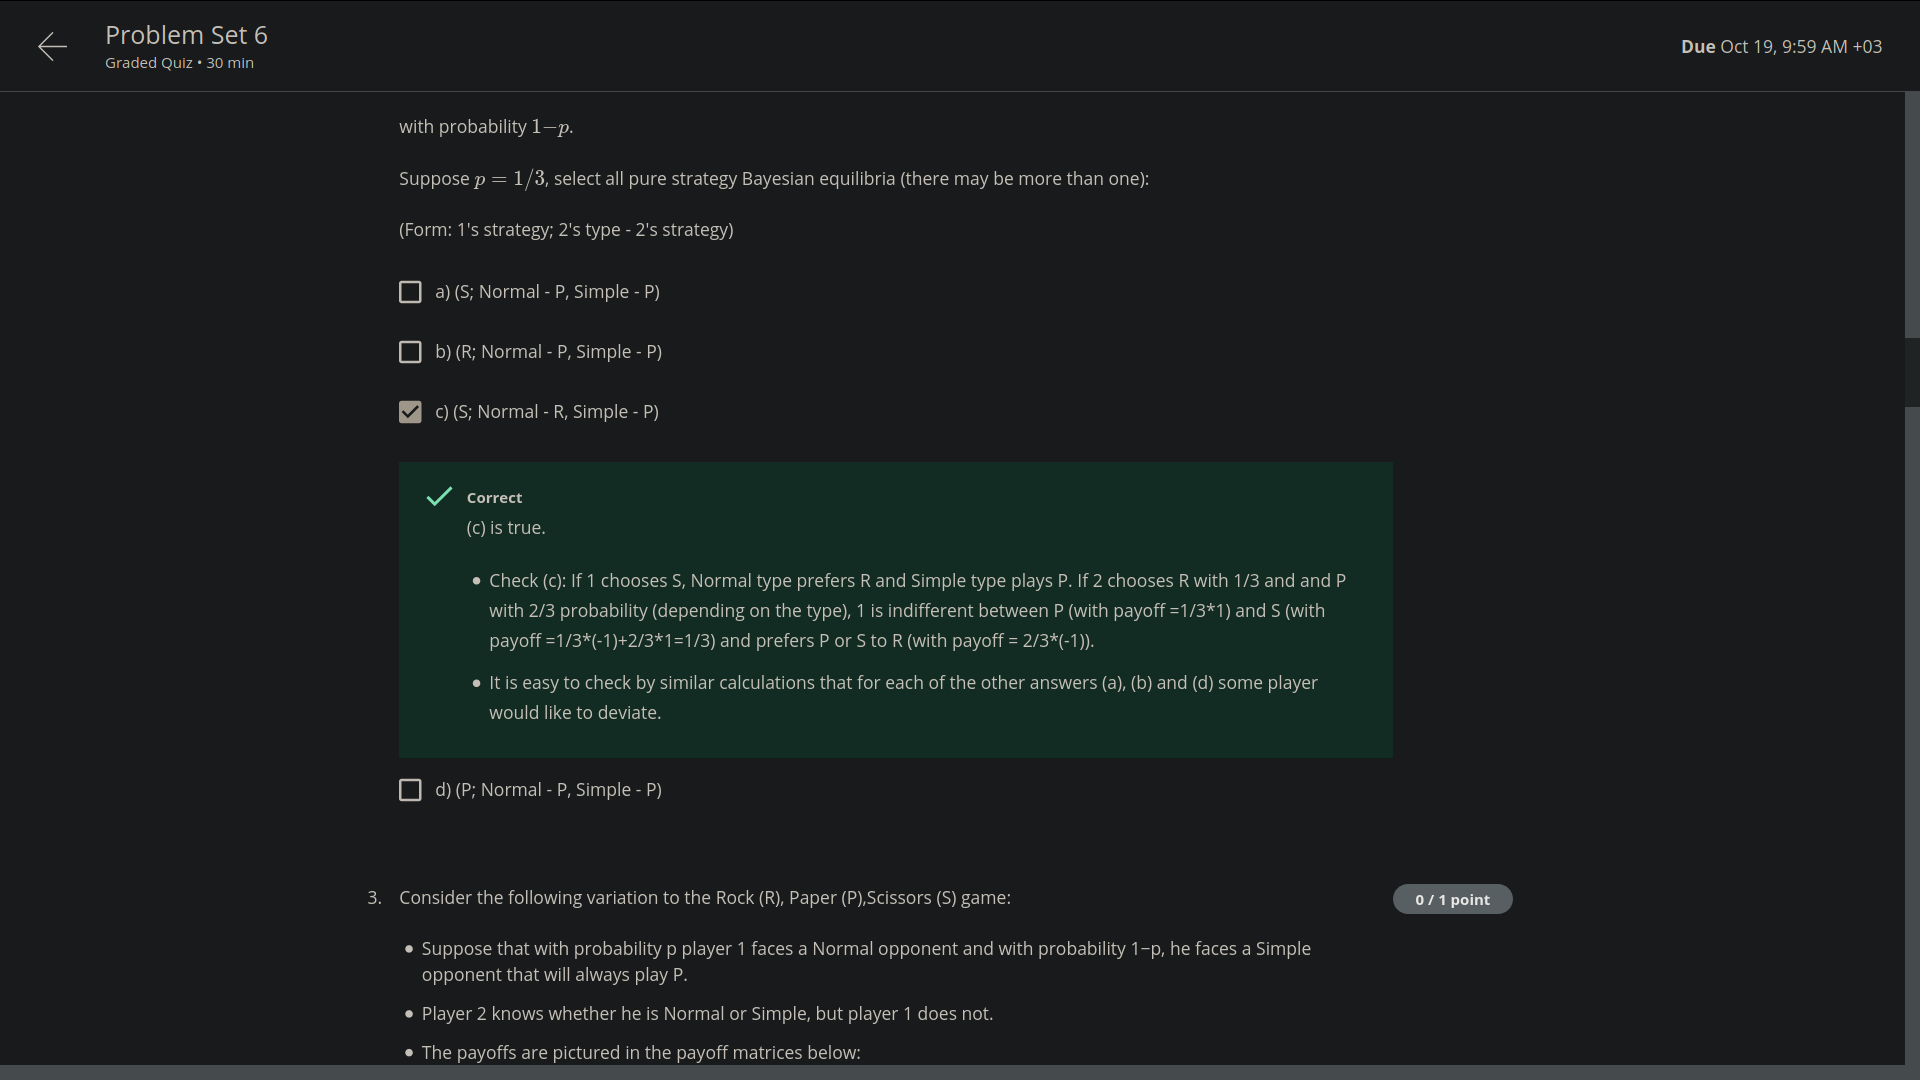 Problem Set 6
Graded Quiz • 30 min
Due Oct 19, 9:59 AM +03
with probability 1−p.
Suppose p = 1/3, select all pure strategy Bayesian equilibria (there may be more than one):
(Form: 1's strategy; 2's type - 2's strategy)
a) (S; Normal - P, Simple - P)
b) (R; Normal - P, Simple - P)
c) (S; Normal - R, Simple - P)
Correct
(c) is true.
• Check (c): If 1 chooses S, Normal type prefers R and Simple type plays P. If 2 chooses R with 1/3 and and P
with 2/3 probability (depending on the type), 1 is indifferent between P (with payoff =1/3*1) and S (with
payoff =1/3*(-1)+2/3*1=1/3) and prefers P or S to R (with payoff = 2/3*(-1)).
• It is easy to check by similar calculations that for each of the other answers (a), (b) and (d) some player
would like to deviate.
d) (P; Normal - P, Simple - P)
3. Consider the following variation to the Rock (R), Paper (P),Scissors (S) game:
0 / 1 point
• Suppose that with probability p player 1 faces a Normal opponent and with probability 1−p, he faces a Simple
opponent that will always play P.
• Player 2 knows whether he is Normal or Simple, but player 1 does not.
• The payoffs are pictured in the payoff matrices below: